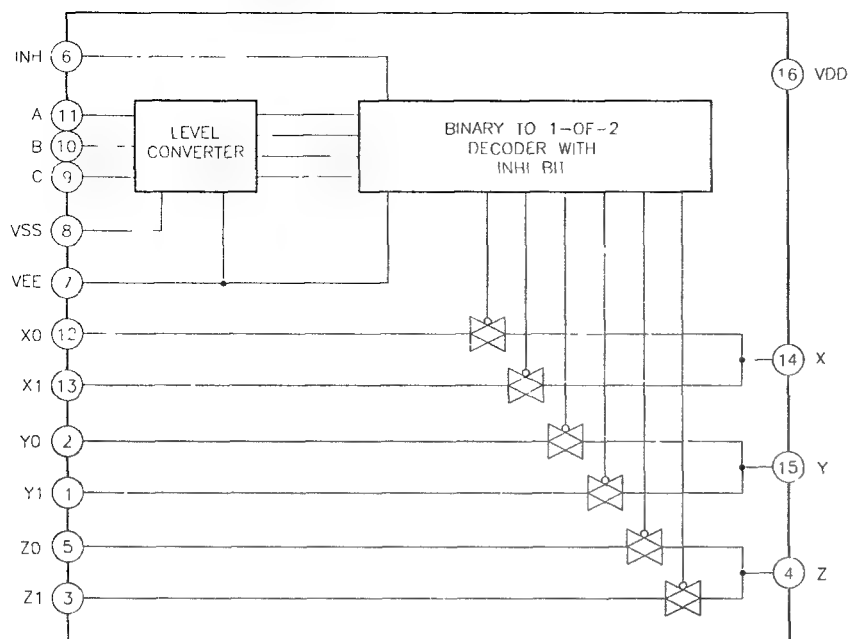 INH 6
16 VDD
A 11
B 10
C 9
LEVEL
CONVERTER
BINARY TO 1-OF-2
DECODER WITH
INHI BIT
VSS 8
VEE 7
X0 12
X1 13
14 X
Y0 2
15 Y
Y1 1
Z0 5
4 Z
Z1 3